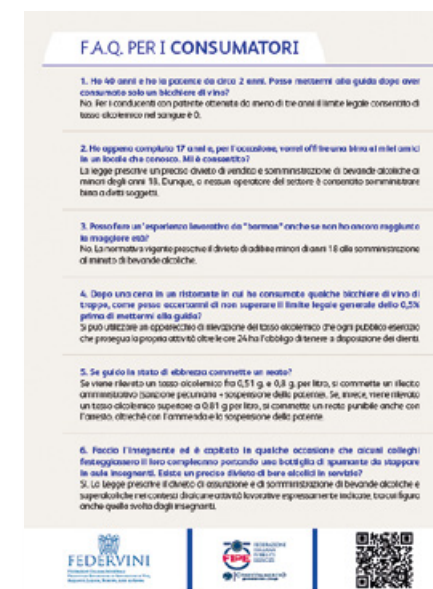 F.A.Q. PER I CONSUMATORI
1. Ho 40 anni e ho la patente da circa 2 anni. Posso mettermi alla guida dopo aver
consumato solo un bicchiere di vino?
No. Per i conducenti con patente ottenuta da meno di tre anni il limite legale consentito di
tasso alcolemico nel sangue è 0.
2. Ho appena compiuto 17 anni e, per l'occasione, vorrei offrire una birra ai miei amici
in un locale che conosco. Mi è consentito?
La legge prescrive un preciso divieto di vendita e somministrazione di bevande alcoliche ai
minori degli anni 18. Dunque, a nessun operatore del settore è consentito somministrare
birra a detti soggetti.
3. Posso fare un'esperienza lavorativa da "barman" anche se non ho ancora raggiunto
la maggiore età?
No. La normativa vigente prescrive il divieto di adibire minori di anni 18 alla somministrazione
al minuto di bevande alcoliche.
4. Dopo una cena in un ristorante in cui ho consumato qualche bicchiere di vino di
troppo, come posso accertarmi di non superare il limite legale generale dello 0,5%
prima di mettermi alla guida?
Si può utilizzare un apparecchio di rilevazione del tasso alcolemico che ogni pubblico esercizio
che prosegua la propria attività oltre le ore 24 ha l'obbligo di tenere a disposizione dei clienti.
5. Se guido in stato di ebbrezza commetto un reato?
Se viene rilevato un tasso alcolemico fra 0,51 g. e 0,8 g. per litro, si commette un illecito
amministrativo (sanzione pecuniaria + sospensione della patente). Se, invece, viene rilevato
un tasso alcolemico superiore a 0,81 g per litro, si commette un reato punibile anche con
l'arresto, oltreché con l'ammenda e la sospensione della patente.
6. Faccio l'insegnante ed è capitato in qualche occasione che alcuni colleghi
festeggiassero il loro compleanno portando una bottiglia di spumante da stappare
in aula insegnanti. Esiste un preciso divieto di bere alcolici in servizio?
Sì. La Legge prescrive il divieto di assunzione e di somministrazione di bevande alcoliche e
superalcoliche nei contesti di alcune attività lavorative espressamente indicate, tra cui figura
anche quella svolta dagli insegnanti.
FEDERVINI
FIPE
FEDERAZIONE
ITALIANA
PUBBLICI
ESERCIZI